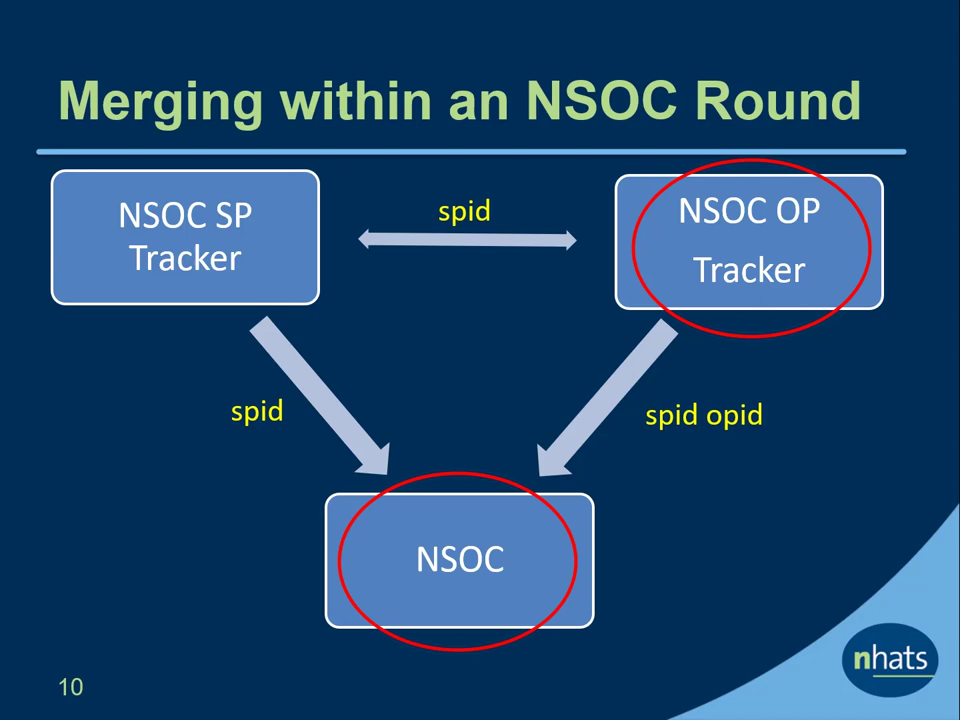 Merging within an NSOC Round
NSOC SP
Tracker
spid
NSOC OP
Tracker
spid
spid opid
NSOC
10
nhats